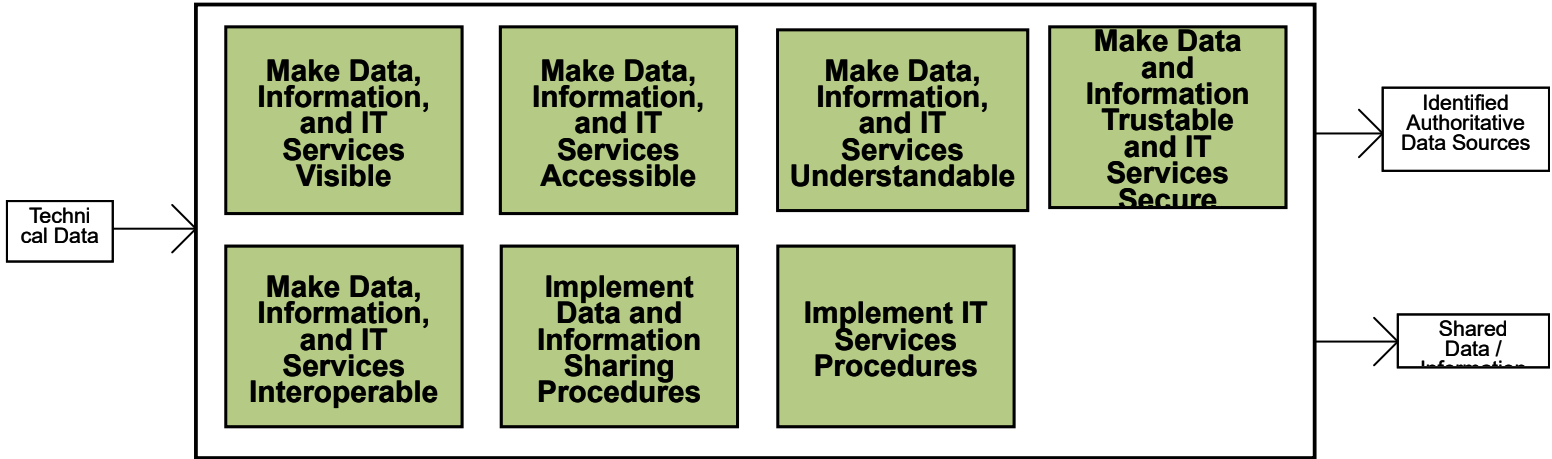 Make Data,
Information,
and IT
Services
Visible
Make Data,
Information,
and IT
Services
Accessible
Make Data,
Information,
and IT
Services
Understandable
Make Data
and
Information
Trustable
and IT
Services
Secure
Identified
Authoritative
Data Sources
Techni
cal Data
Make Data,
Information,
and IT
Services
Interoperable
Implement
Data and
Information
Sharing
Procedures
Implement IT
Services
Procedures
Shared
Data /
Information